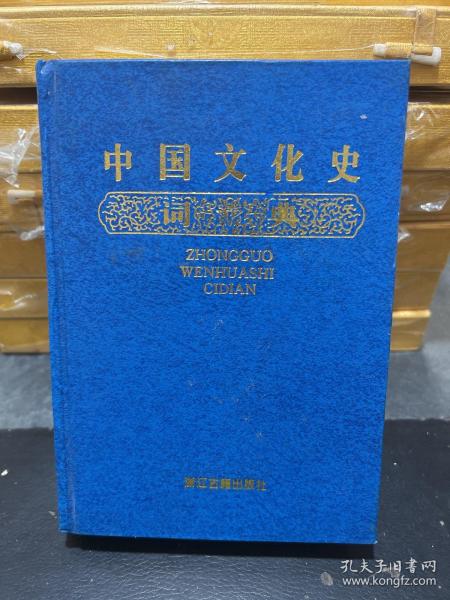 中国文化史
词典
ZHONGGUO
WENHUASHI
CIDIAN
浙江古籍出版社
孔夫子旧书网
www.kongfz.com